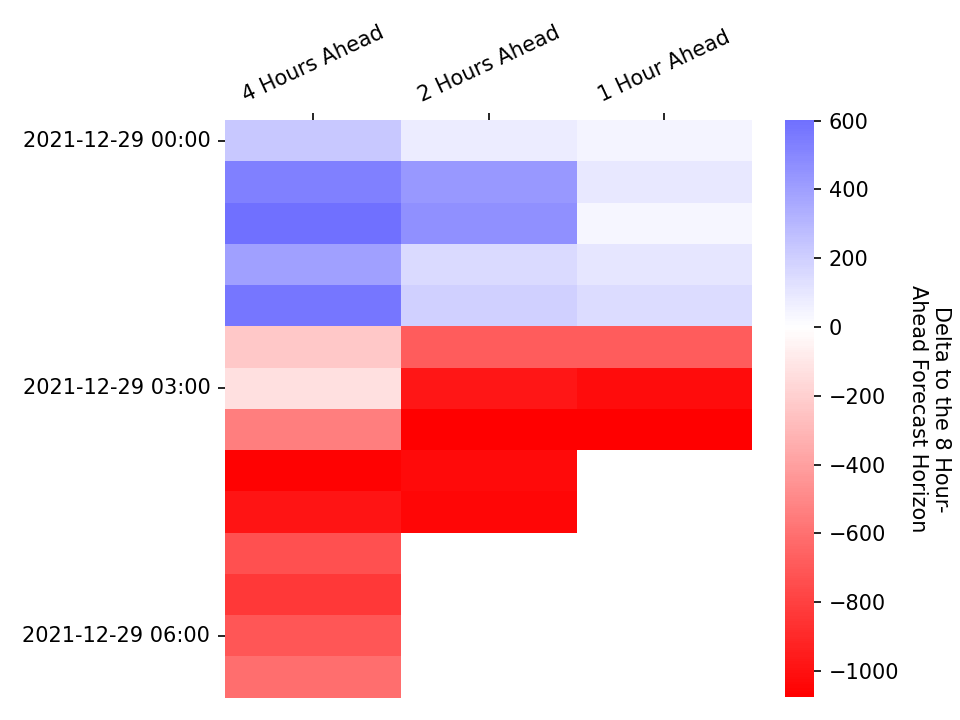 4 Hours Ahead
2 Hours Ahead
1 Hour Ahead
2021-12-29 00:00
2021-12-29 03:00
2021-12-29 06:00
600
400
200
0
−200
−400
−600
−800
−1000
Delta to the 8 Hour-
Ahead Forecast Horizon